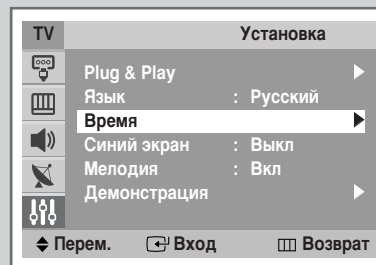 TV Установка
Plug & Play
Язык : Русский
Время
Синий экран : Выкл
Мелодия : Вкл
Демонстрация
Перем. Вход Возврат